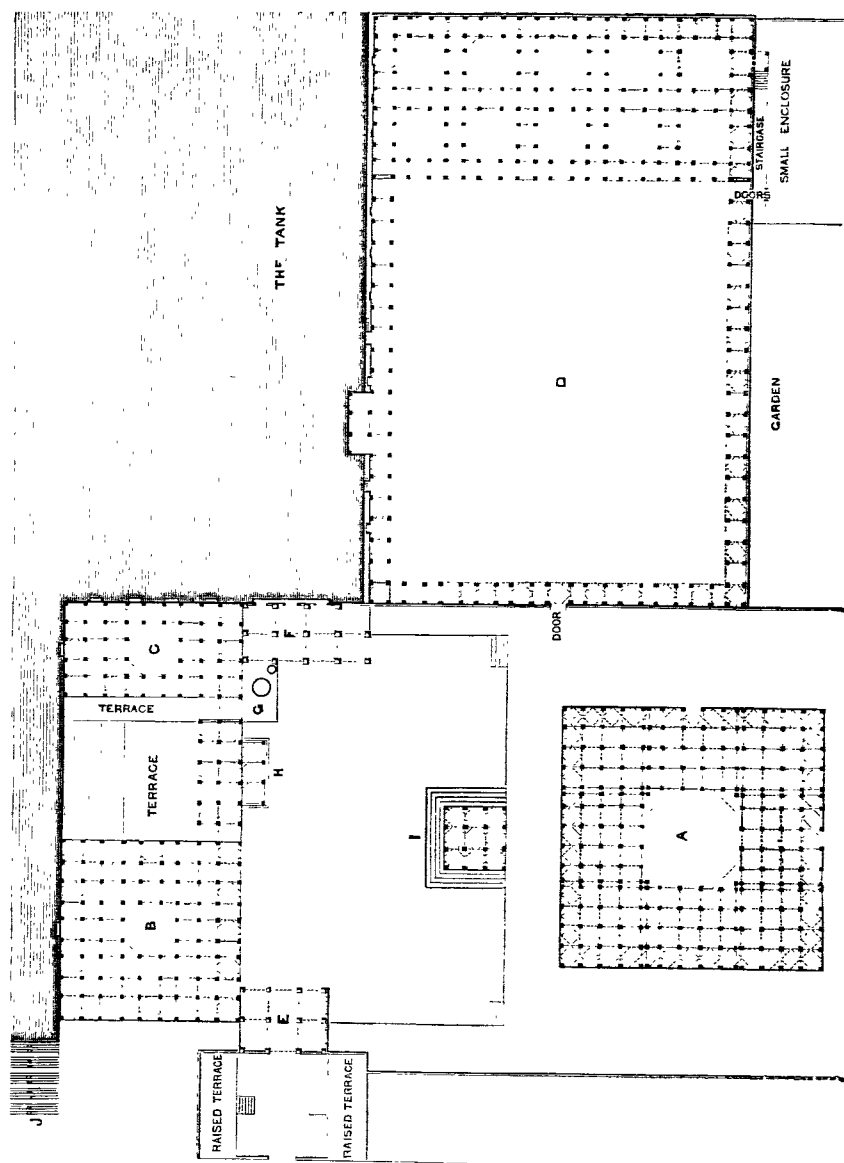 THE TANK
STAIRCASE
SMALL ENCLOSURE
DOORS
D
GARDEN
DOOR
C
F
G
TERRACE
H
TERRACE
I
A
B
E
RAISED TERRACE
RAISED TERRACE
J